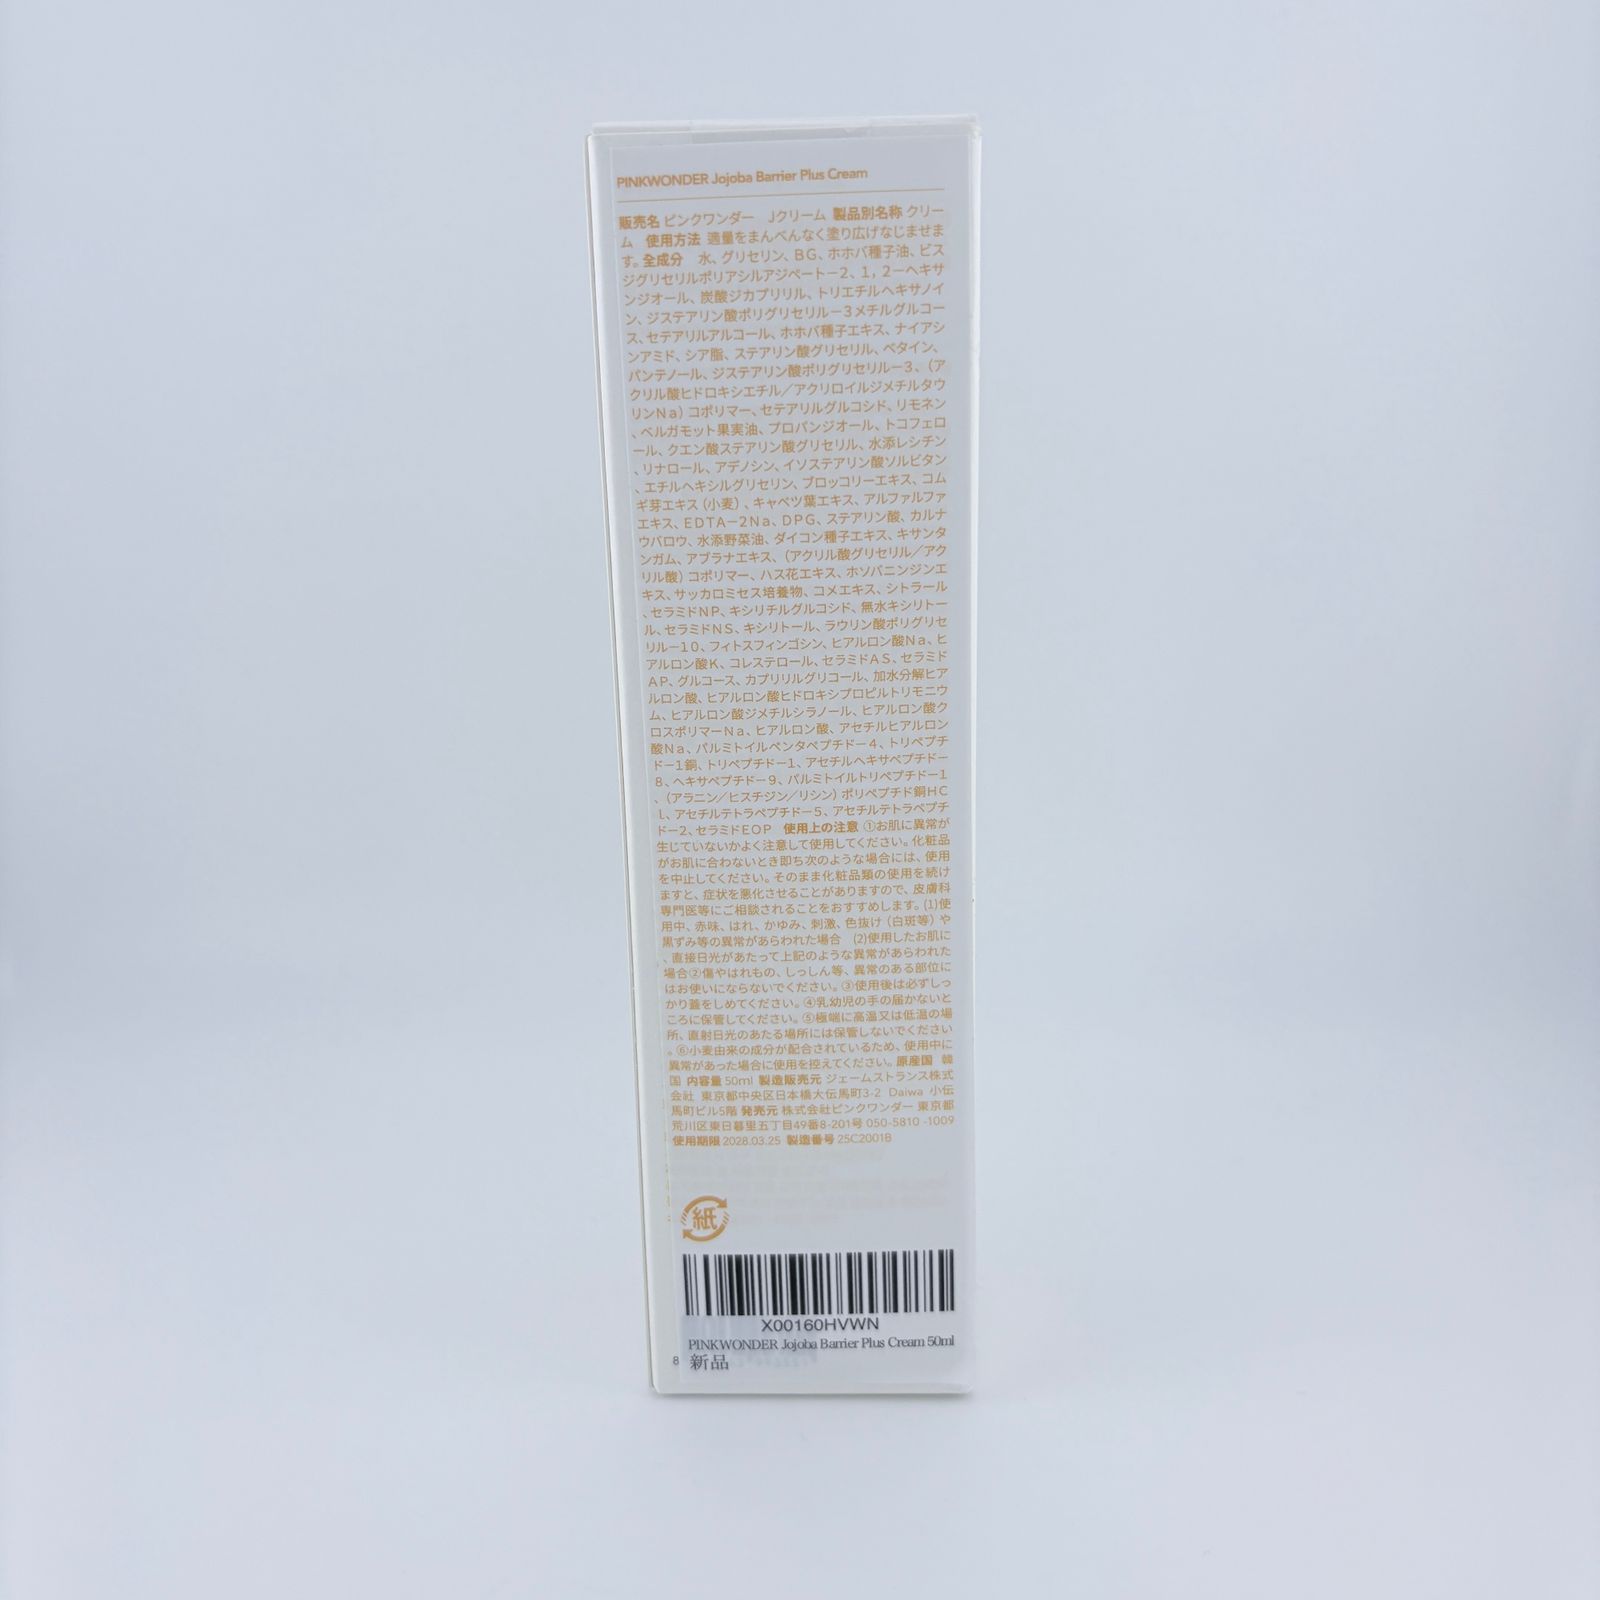 PINKWONDER Jojoba Barrier Plus Cream
販売名 ピンクワンダー　Jクリーム 製品別名称 クリー
ム　使用方法 適量をまんべんなく塗り広げなじませま
す。全成分　水、グリセリン、BG、ホホバ種子油、ビス
ジグリセリルポリアシルアジペート－2、1，2－ヘキサ
ンジオール、炭酸ジカプリリル、トリエチルヘキサノイ
ン、ジステアリン酸ポリグリセリル－3メチルグルコー
ス、セテアリルアルコール、ホホバ種子エキス、ナイアシ
ンアミド、シア脂、ステアリン酸グリセリル、ベタイン、
パンテノール、ジステアリン酸ポリグリセリル－3、（ア
クリル酸ヒドロキシエチル／アクリロイルジメチルタウ
リンNa）コポリマー、セテアリルグルコシド、リモネン
、ベルガモット果実油、プロパンジオール、トコフェロ
ール、クエン酸ステアリン酸グリセリル、水添レシチン
、リナロール、アデノシン、イソステアリン酸ソルビタン
、エチルヘキシルグリセリン、ブロッコリーエキス、コム
ギ芽エキス（小麦）、キャベツ葉エキス、アルファルファ
エキス、EDTA－2Na、DPG、ステアリン酸、カルナ
ウバロウ、水添野菜油、ダイコン種子エキス、キサンタ
ンガム、アブラナエキス、（アクリル酸グリセリル／アク
リル酸）コポリマー、ハス花エキス、ホソバニンジンエ
キス、サッカロミセス培養物、コメエキス、シトラール
、セラミドNP、キシリチルグルコシド、無水キシリトー
ル、セラミドNS、キシリトール、ラウリン酸ポリグリセ
リル－10、フィトスフィンゴシン、ヒアルロン酸Na、ヒ
アルロン酸K、コレステロール、セラミドAS、セラミド
AP、グルコース、カプリリルグリコール、加水分解ヒア
ルロン酸、ヒアルロン酸ヒドロキシプロピルトリモニウ
ム、ヒアルロン酸ジメチルシラノール、ヒアルロン酸ク
ロスポリマーNa、ヒアルロン酸、アセチルヒアルロン
酸Na、パルミトイルペンタペプチド－4、トリペプチ
ド－1銅、トリペプチド－1、アセチルヘキサペプチド－
8、ヘキサペプチド－9、パルミトイルトリペプチド－1
、（アラニン／ヒスチジン／リシン）ポリペプチド銅HC
l、アセチルテトラペプチド－5、アセチルテトラペプチ
ド－2、セラミドEOP　使用上の注意 ①お肌に異常が
生じていないかよく注意して使用してください。化粧品
がお肌に合わないとき即ち次のような場合には、使用
を中止してください。そのまま化粧品類の使用を続け
ますと、症状を悪化させることがありますので、皮膚科
専門医等にご相談されることをおすすめします。(1)使
用中、赤味、はれ、かゆみ、刺激、色抜け（白斑等）や
黒ずみ等の異常があらわれた場合　(2)使用したお肌に
、直接日光があたって上記のような異常があらわれた
場合②傷やはれもの、しっしん等、異常のある部位に
はお使いにならないでください。③使用後は必ずしっ
かり蓋をしめてください。④乳幼児の手の届かないと
ころに保管してください。⑤極端に高温又は低温の場
所、直射日光のあたる場所には保管しないでください
。⑥小麦由来の成分が配合されているため、使用中に
異常があった場合に使用を控えてください。原産国 韓
国 内容量 50ml 製造販売元 ジェームストランス株式
会社 東京都中央区日本橋大伝馬町3-2 Daiwa 小伝
馬町ビル5階 発売元 株式会社ピンクワンダー 東京都
荒川区東日暮里五丁目49番8-201号 050-5810 -1009
使用期限 2028.03.25 製造番号 25C2001B
紙
X00160HVWN
PINKWONDER Jojoba Barrier Plus Cream 50ml
8 新品